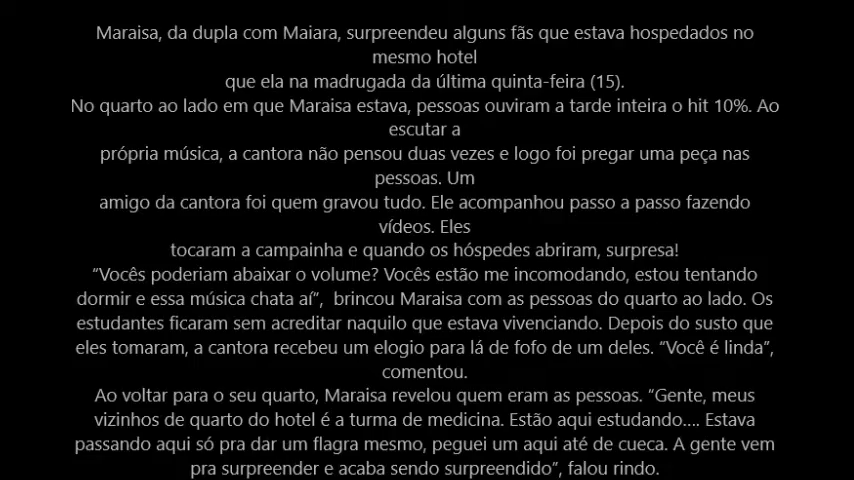 Maraisa, da dupla com Maiara, surpreendeu alguns fãs que estava hospedados no
mesmo hotel
que ela na madrugada da última quinta-feira (15).
No quarto ao lado em que Maraisa estava, pessoas ouviram a tarde inteira o hit 10%. Ao
escutar a
própria música, a cantora não pensou duas vezes e logo foi pregar uma peça nas
pessoas. Um
amigo da cantora foi quem gravou tudo. Ele acompanhou passo a passo fazendo
vídeos. Eles
tocaram a campainha e quando os hóspedes abriram, surpresa!
“Vocês poderiam abaixar o volume? Vocês estão me incomodando, estou tentando
dormir e essa música chata aí”,  brincou Maraisa com as pessoas do quarto ao lado. Os
estudantes ficaram sem acreditar naquilo que estava vivenciando. Depois do susto que
eles tomaram, a cantora recebeu um elogio para lá de fofo de um deles. “Você é linda”,
comentou.
Ao voltar para o seu quarto, Maraisa revelou quem eram as pessoas. “Gente, meus
vizinhos de quarto do hotel é a turma de medicina. Estão aqui estudando.... Estava
passando aqui só pra dar um flagra mesmo, peguei um aqui até de cueca. A gente vem
pra surpreender e acaba sendo surpreendido”, falou rindo.